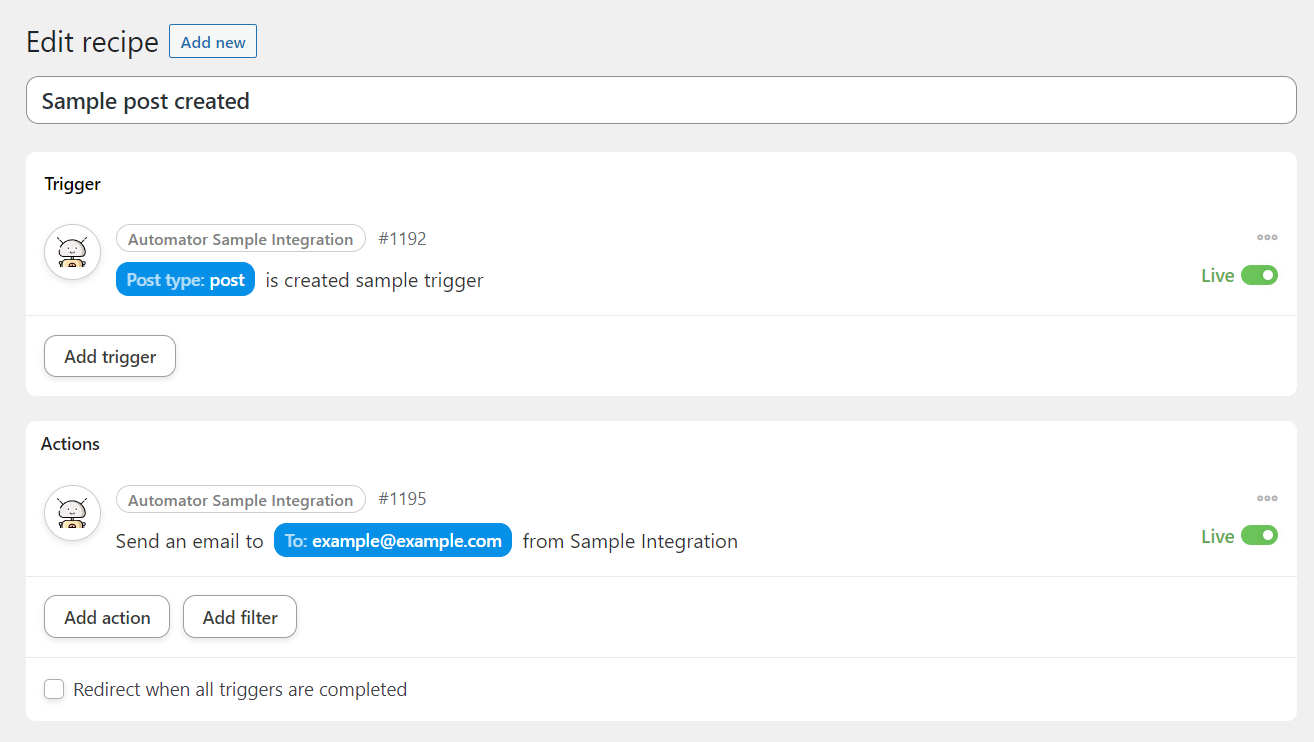 Edit recipe Add new
Sample post created
Trigger
Automator Sample Integration #1192
Post type: post is created sample trigger
Live
Add trigger
Actions
Automator Sample Integration #1195
Send an email to To: example@example.com from Sample Integration
Live
Add action Add filter
Redirect when all triggers are completed